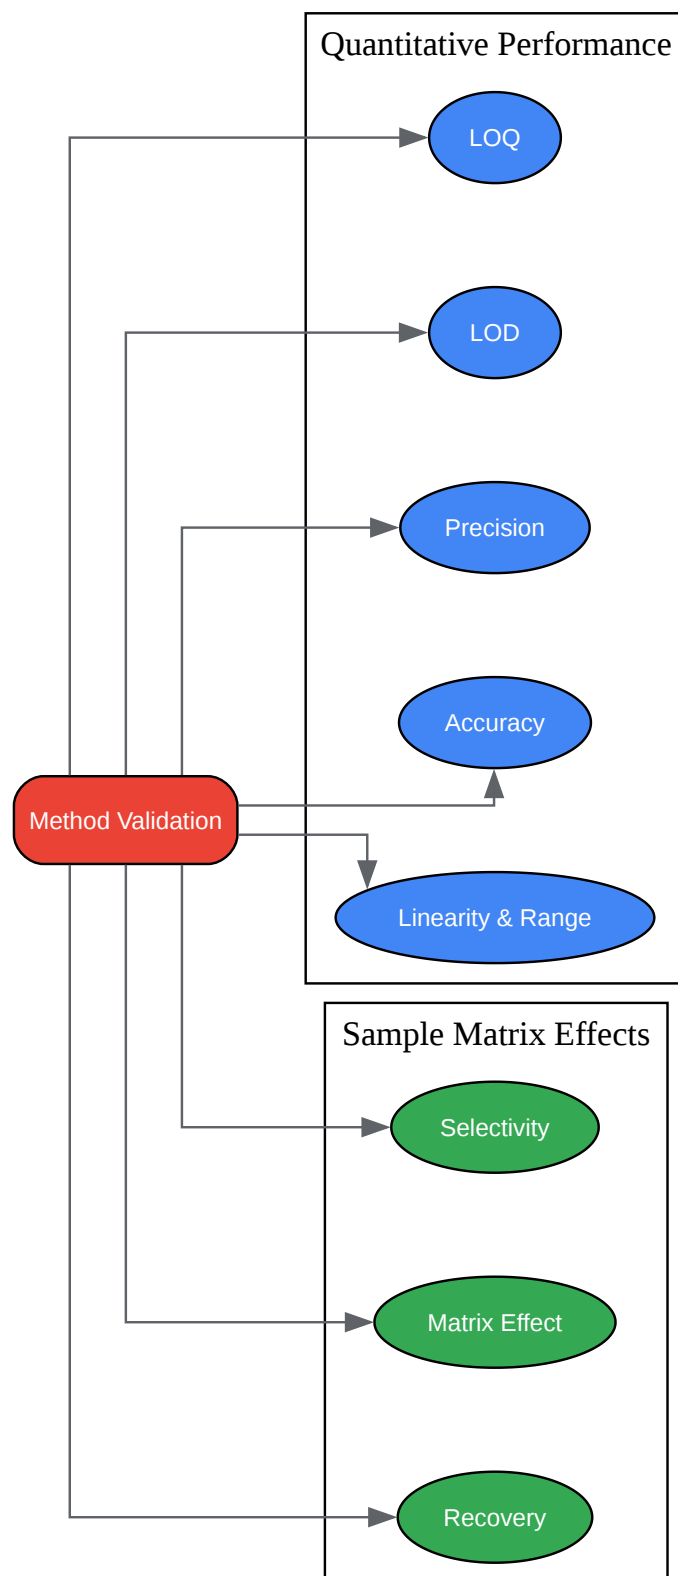 Quantitative Performance
LOQ
LOD
Precision
Accuracy
Method Validation
Linearity & Range
Sample Matrix Effects
Selectivity
Matrix Effect
Recovery